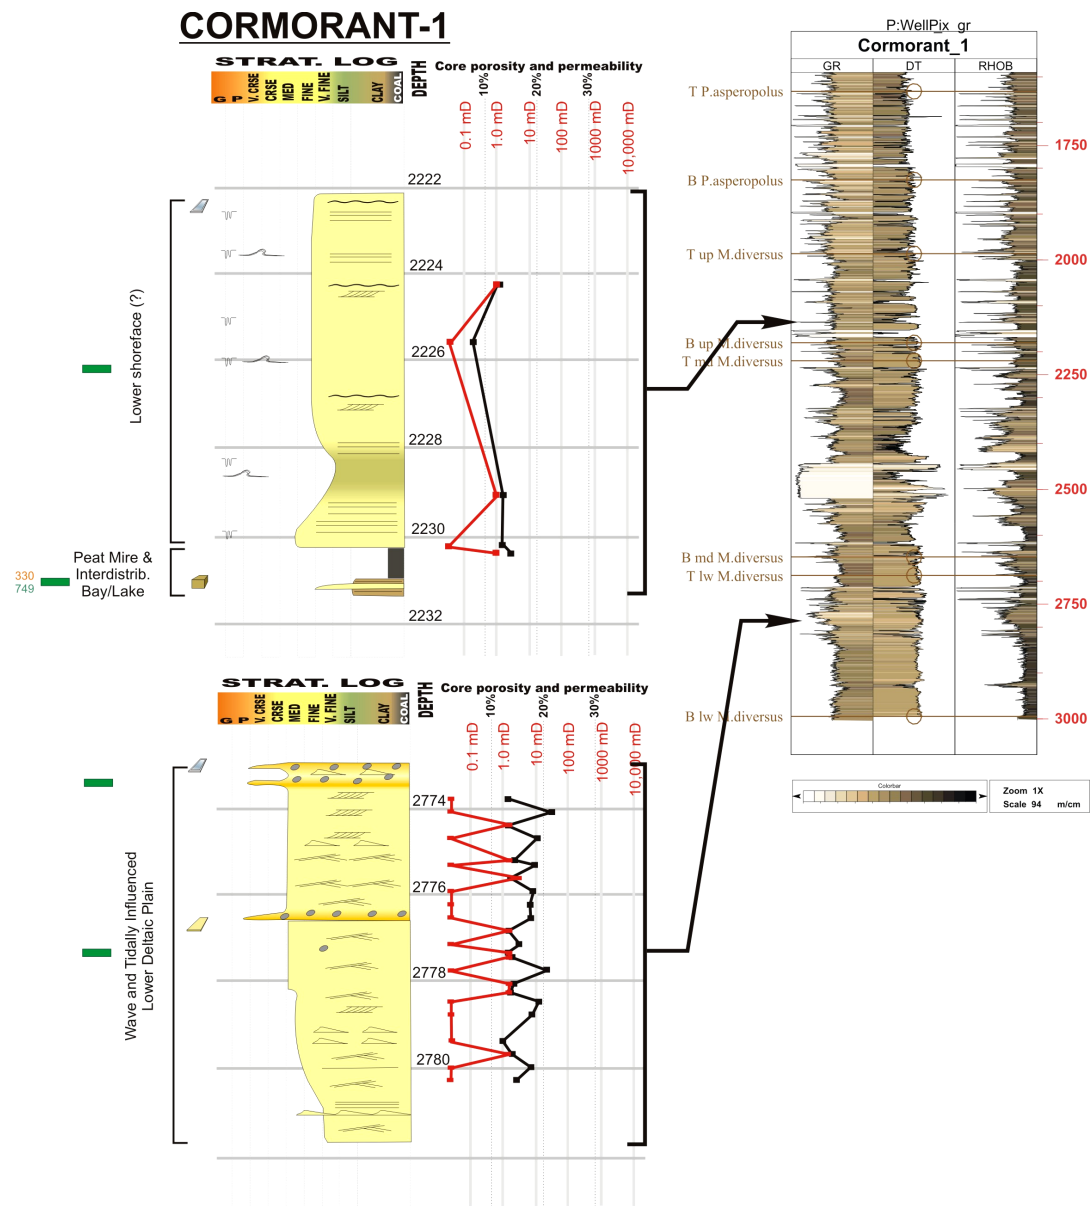 CORMORANT-1
STRAT. LOG
G P V. CRSE CRSE MED FINE V. FINE SILT CLAY COAL DEPTH
Core porosity and permeability
10% 20% 30%
0.1 mD 1.0 mD 10 mD 100 mD 1000 mD 10,000 mD
2222
2224
2226
2228
2230
2232
Lower shoreface (?)
Peat Mire &
Interdistrib.
Bay/Lake
330
749
STRAT. LOG
G P V. CRSE CRSE MED FINE V. FINE SILT CLAY COAL DEPTH
Core porosity and permeability
10% 20% 30%
0.1 mD 1.0 mD 10 mD 100 mD 1000 mD 10,000 mD
2774
2776
2778
2780
Wave and Tidally Influenced
Lower Deltaic Plain
P:WellPix gr
Cormorant_1
GR DT RHOB
T P.asperopolus
1750
B P.asperopolus
T up M.diversus
2000
B up M.diversus
T md M.diversus
2250
2500
B md M.diversus
T lw M.diversus
2750
B lw M.diversus
3000
Colorbar
Zoom 1X
Scale 94 m/cm